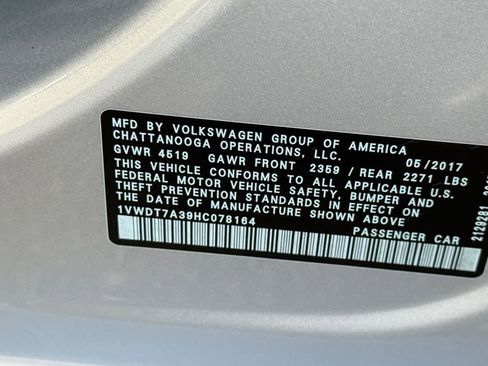 MFD BY VOLKSWAGEN GROUP OF AMERICA
CHATTANOOGA OPERATIONS, LLC. 05/2017
GVWR 4519 GAWR FRONT 2359 / REAR 2271 LBS
THIS VEHICLE CONFORMS TO ALL APPLICABLE U.S.
FEDERAL MOTOR VEHICLE SAFETY, BUMPER AND
THEFT PREVENTION STANDARDS IN EFFECT ON
THE DATE OF MANUFACTURE SHOWN ABOVE
1VWDT7A39HC078164
PASSENGER CAR
2129281